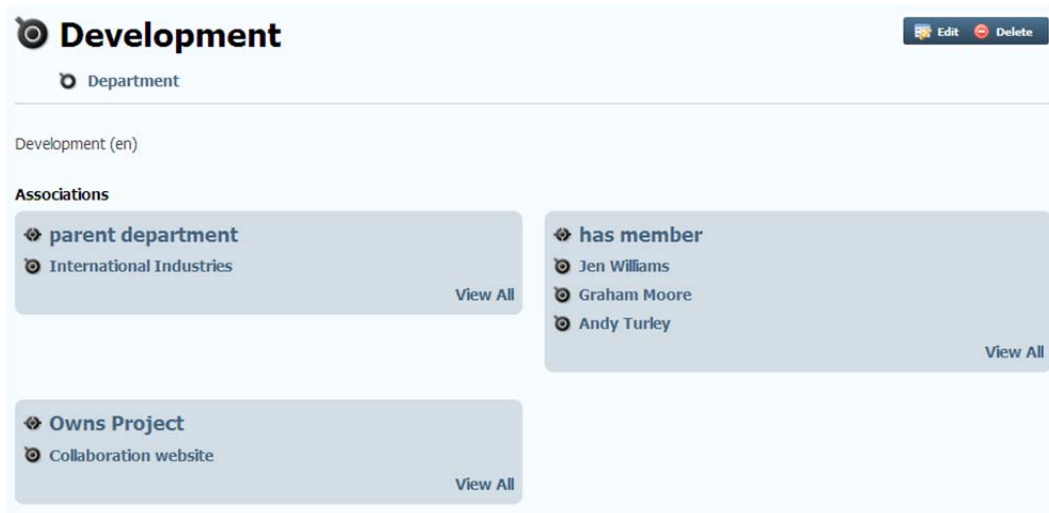 Development
Edit Delete
Department
Development (en)
Associations
parent department
International Industries
View All
has member
Jen Williams
Graham Moore
Andy Turley
View All
Owns Project
Collaboration website
View All